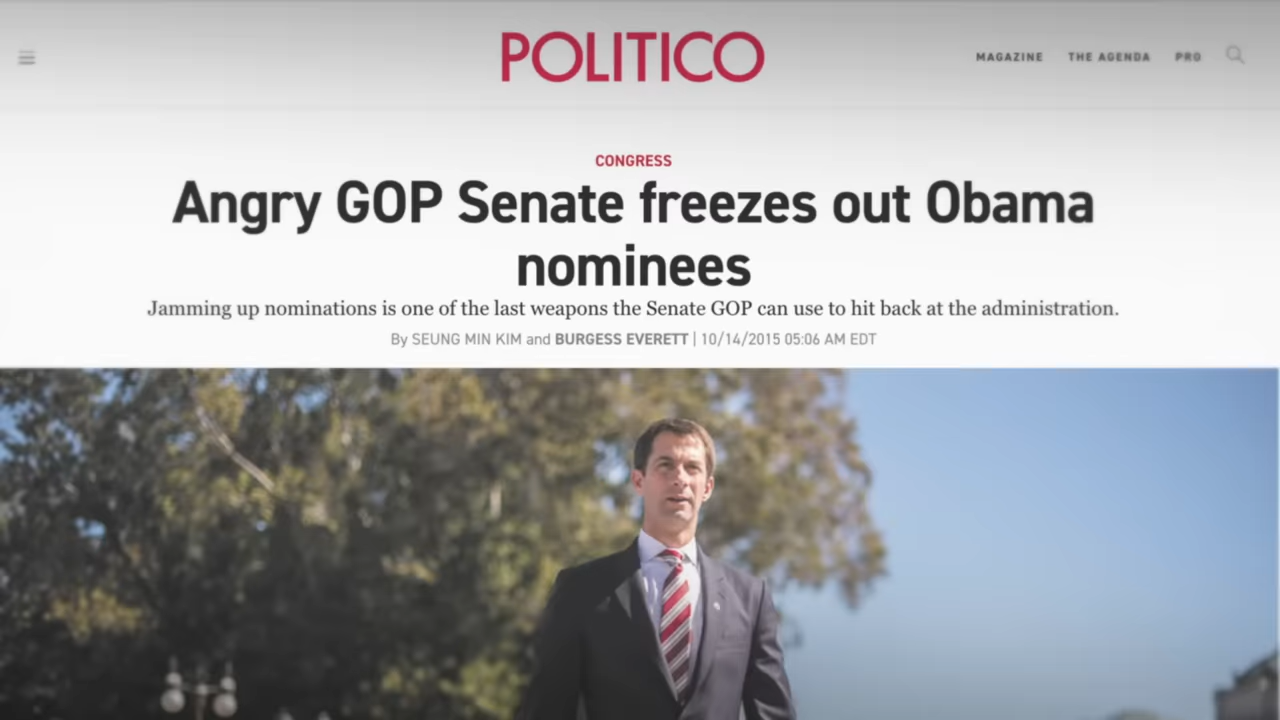 POLITICO
MAGAZINE THE AGENDA PRO
CONGRESS
Angry GOP Senate freezes out Obama
nominees
Jamming up nominations is one of the last weapons the Senate GOP can use to hit back at the administration.
By SEUNG MIN KIM and BURGESS EVERETT | 10/14/2015 05:06 AM EDT